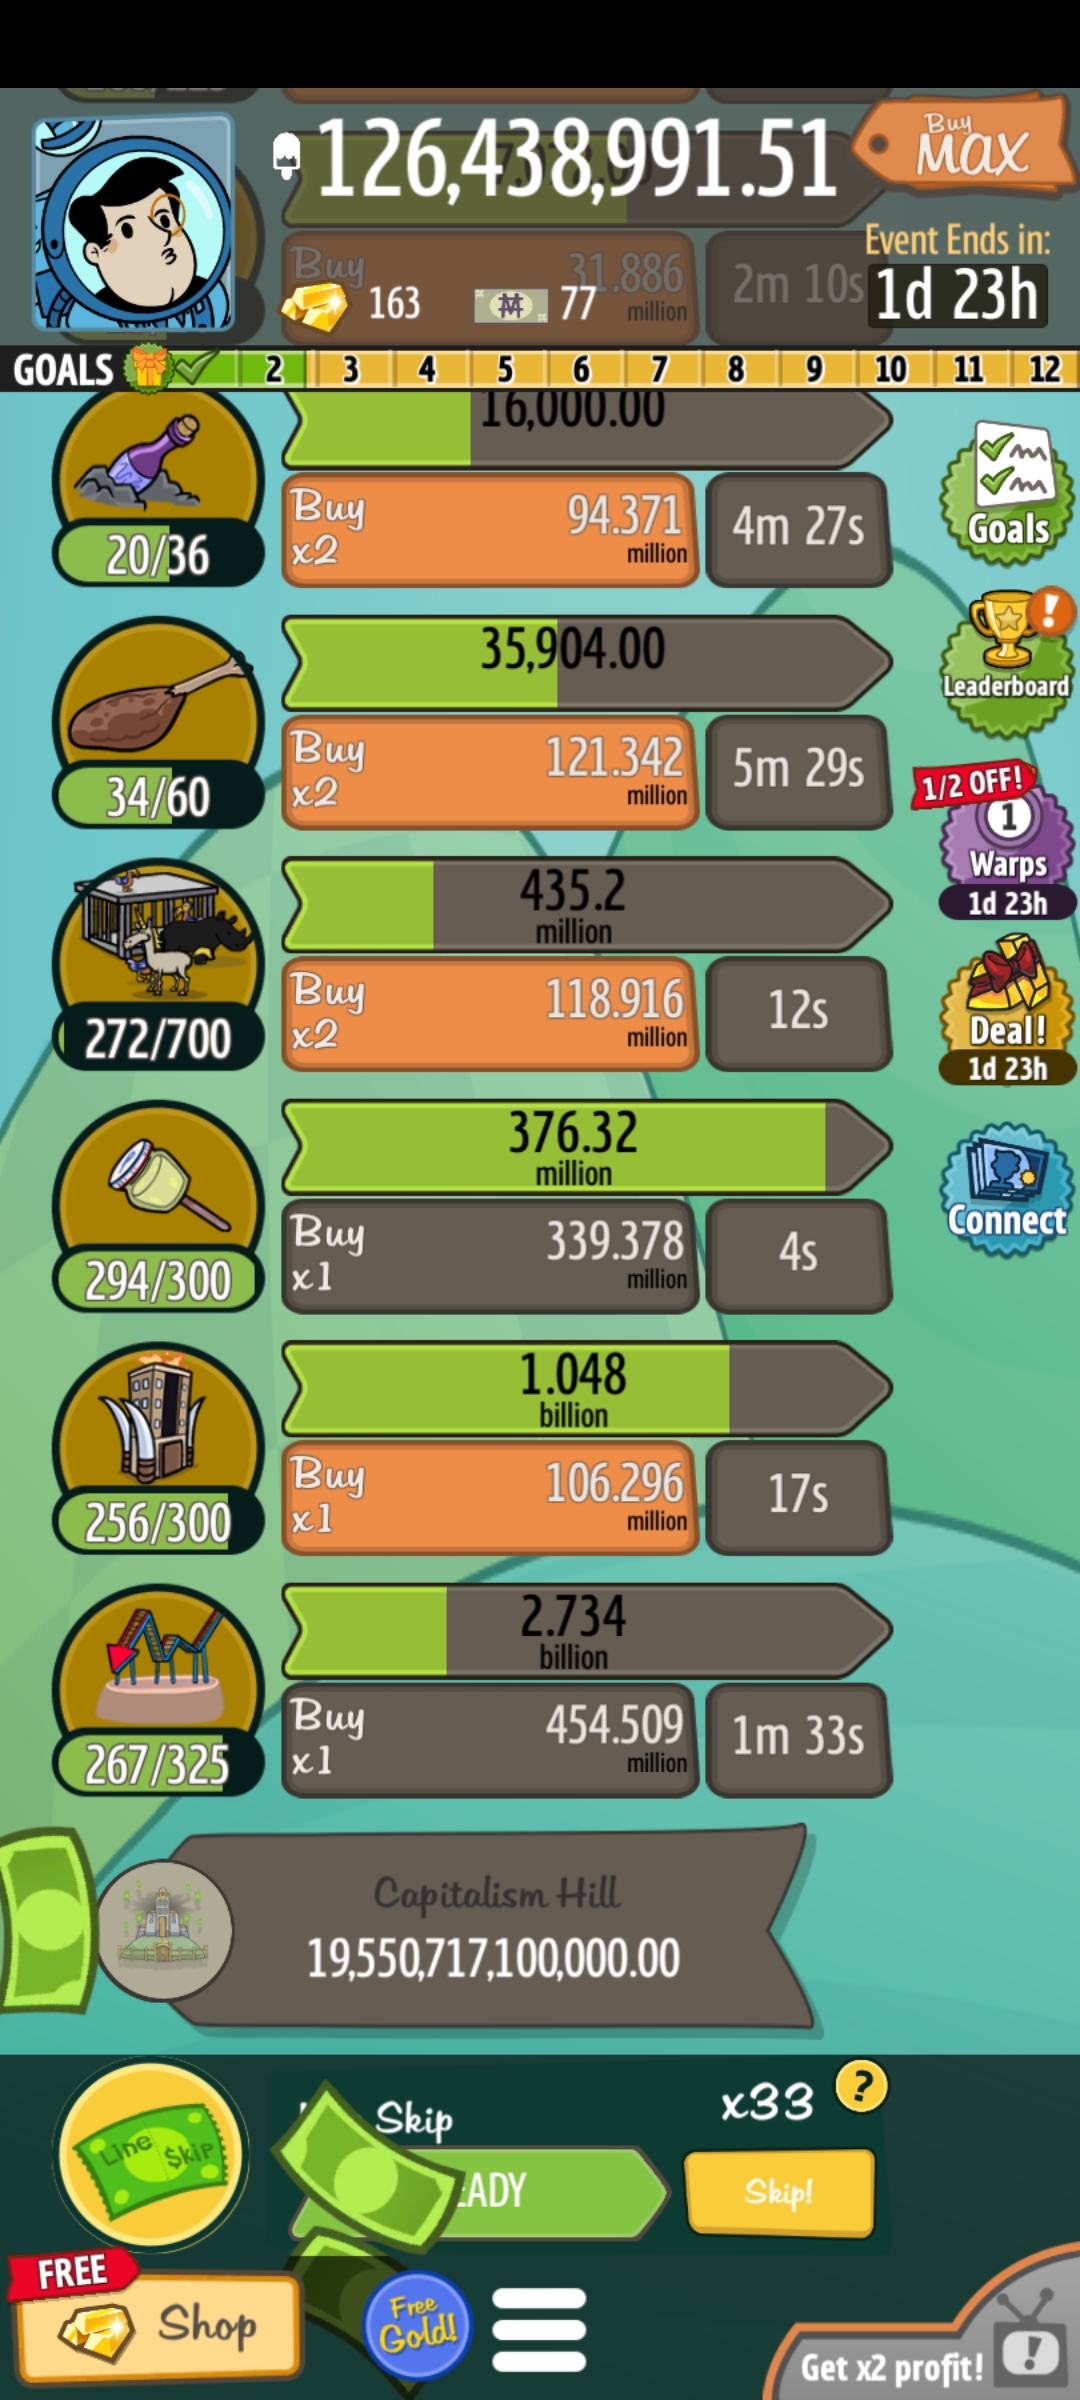 126,438,991.51
Buy
MAX
Buy
31.886
million
2m 10s
Event Ends in:
1d 23h
163
77
GOALS 2 3 4 5 6 7 8 9 10 11 12
16,000.00
20/36
Buy
x2
94.371
million
4m 27s
Goals
35,904.00
34/60
Buy
x2
121.342
million
5m 29s
Leaderboard
1/2 OFF!
1
Warps
1d 23h
435.2
million
272/700
Buy
x2
118.916
million
12s
Deal!
1d 23h
376.32
million
294/300
Buy
x1
339.378
million
4s
Connect
1.048
billion
256/300
Buy
x1
106.296
million
17s
2.734
billion
267/325
Buy
x1
454.509
million
1m 33s
Capitalism Hill
19,550,717,100,000.00
Line $kip
Skip
x33
?
EADY
Skip!
FREE
Shop
Free
Gold!
Get x2 profit!